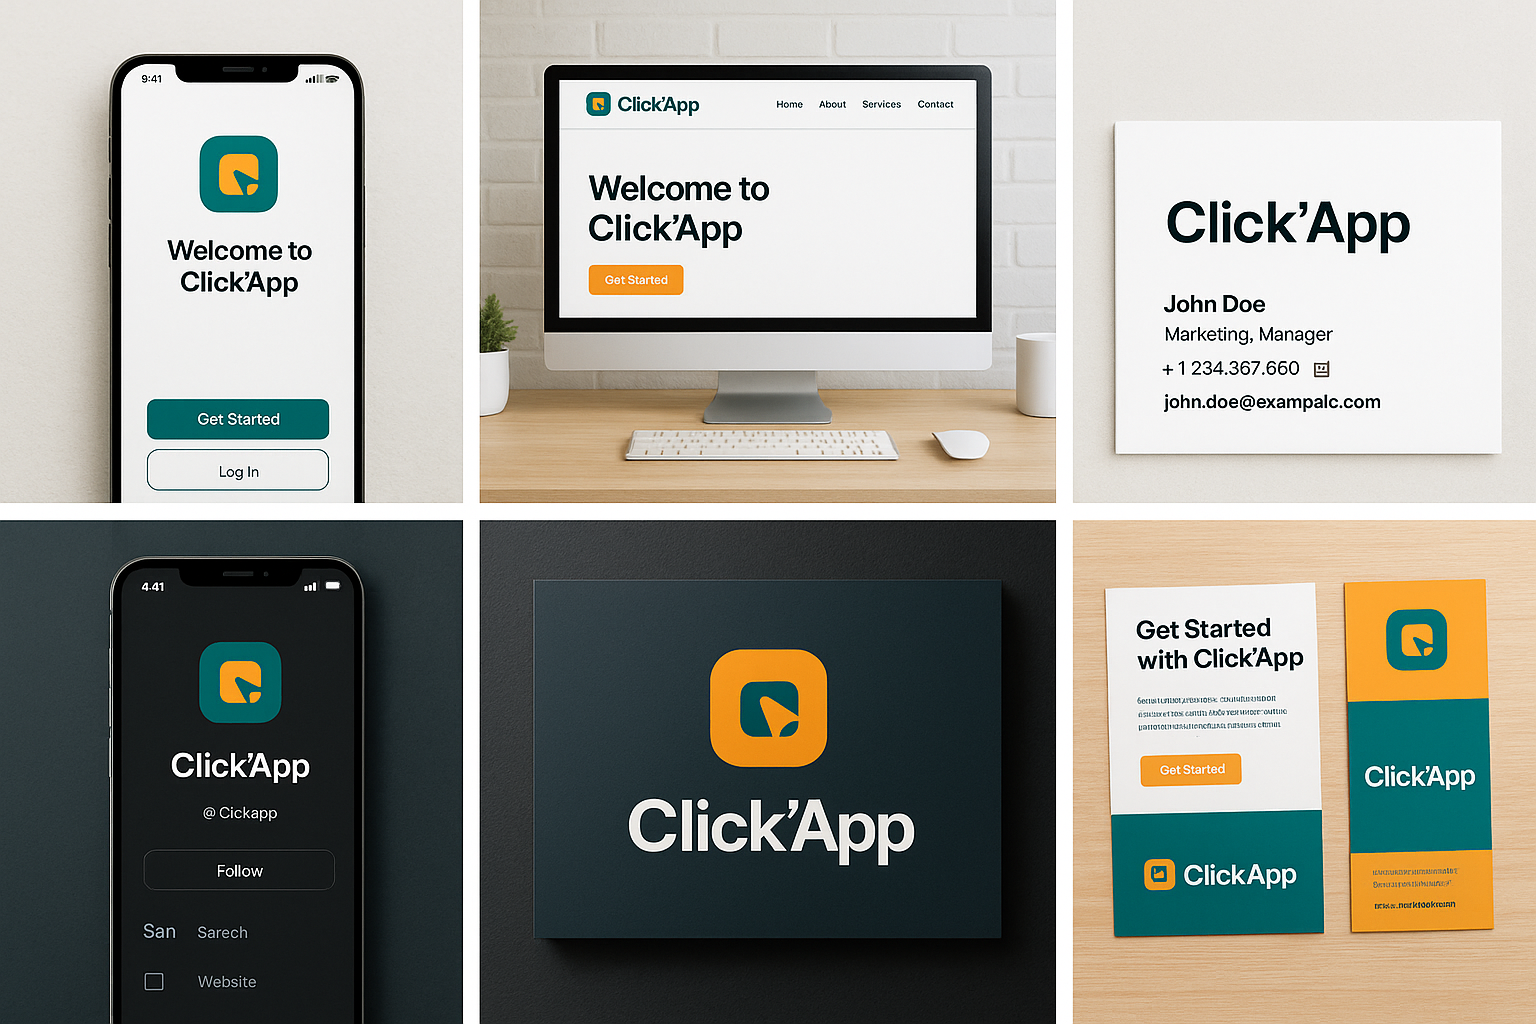 9:41
Welcome to
Click’App
Get Started
Log In
Click’App
Home About Services Contact
Welcome to
Click’App
Get Started
Click’App
John Doe
Marketing, Manager
+ 1 234.367.660
john.doe@exampalc.com
4.41
Click’App
@ Cickapp
Follow
San Sarech
Website
Click’App
Get Started
with Click’App
Get Started
ClickApp
Click’App